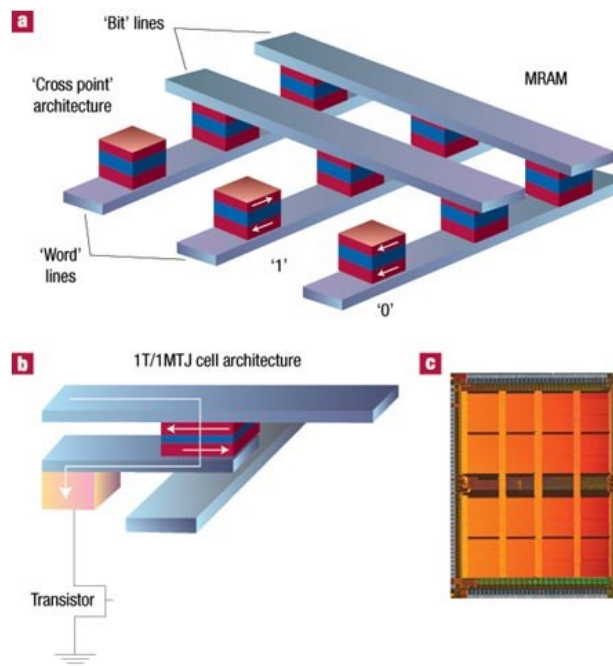 a
'Bit' lines
MRAM
'Cross point'
architecture
'Word'
lines
'1'
'0'
b
1T/1MTJ cell architecture
c
Transistor